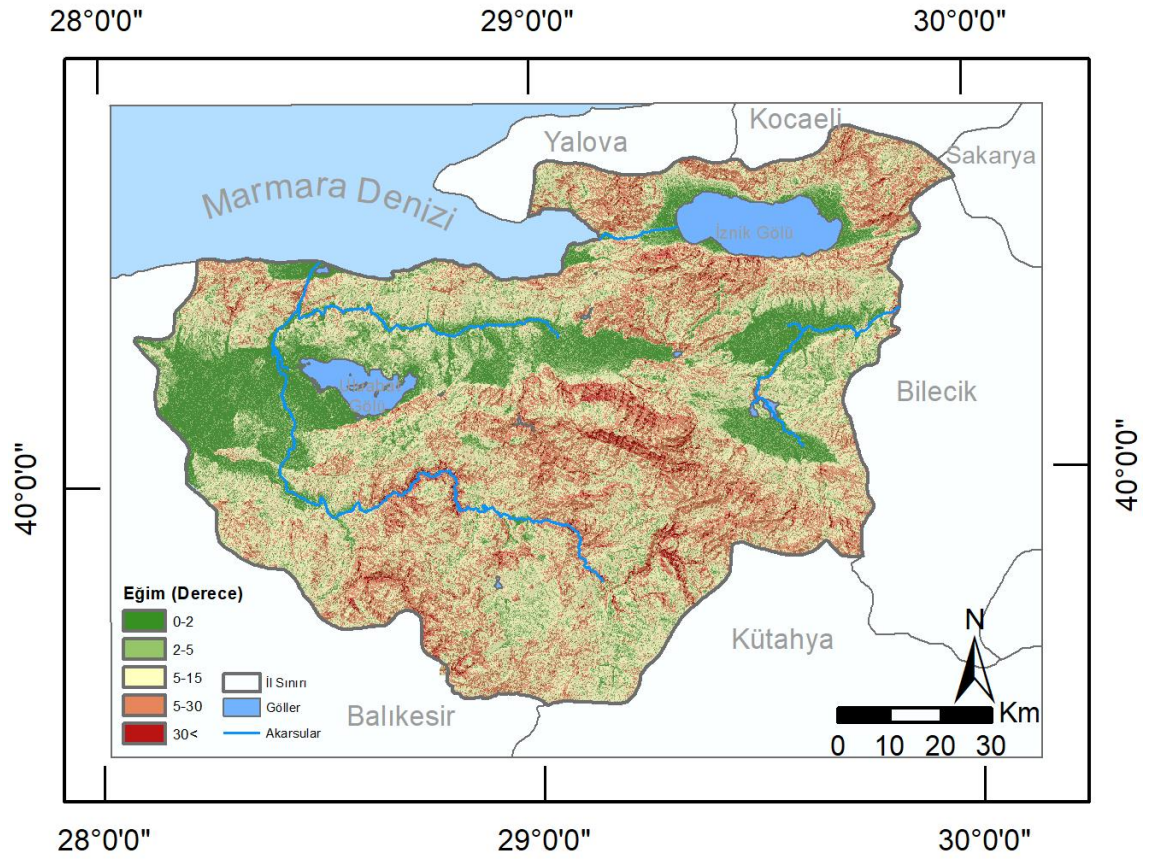 28°0'0" 29°0'0" 30°0'0"
Kocaeli
Yalova
Sakarya
Marmara Denizi
İznik Gölü
Uluabat
Gölü
Bilecik
40°0'0" 40°0'0"
Eğim (Derece)
0-2
2-5
5-15
5-30
30<
İl Sınırı
Göller
Akarsular
Kütahya
Balıkesir
N
Km
0 10 20 30
28°0'0" 29°0'0" 30°0'0"